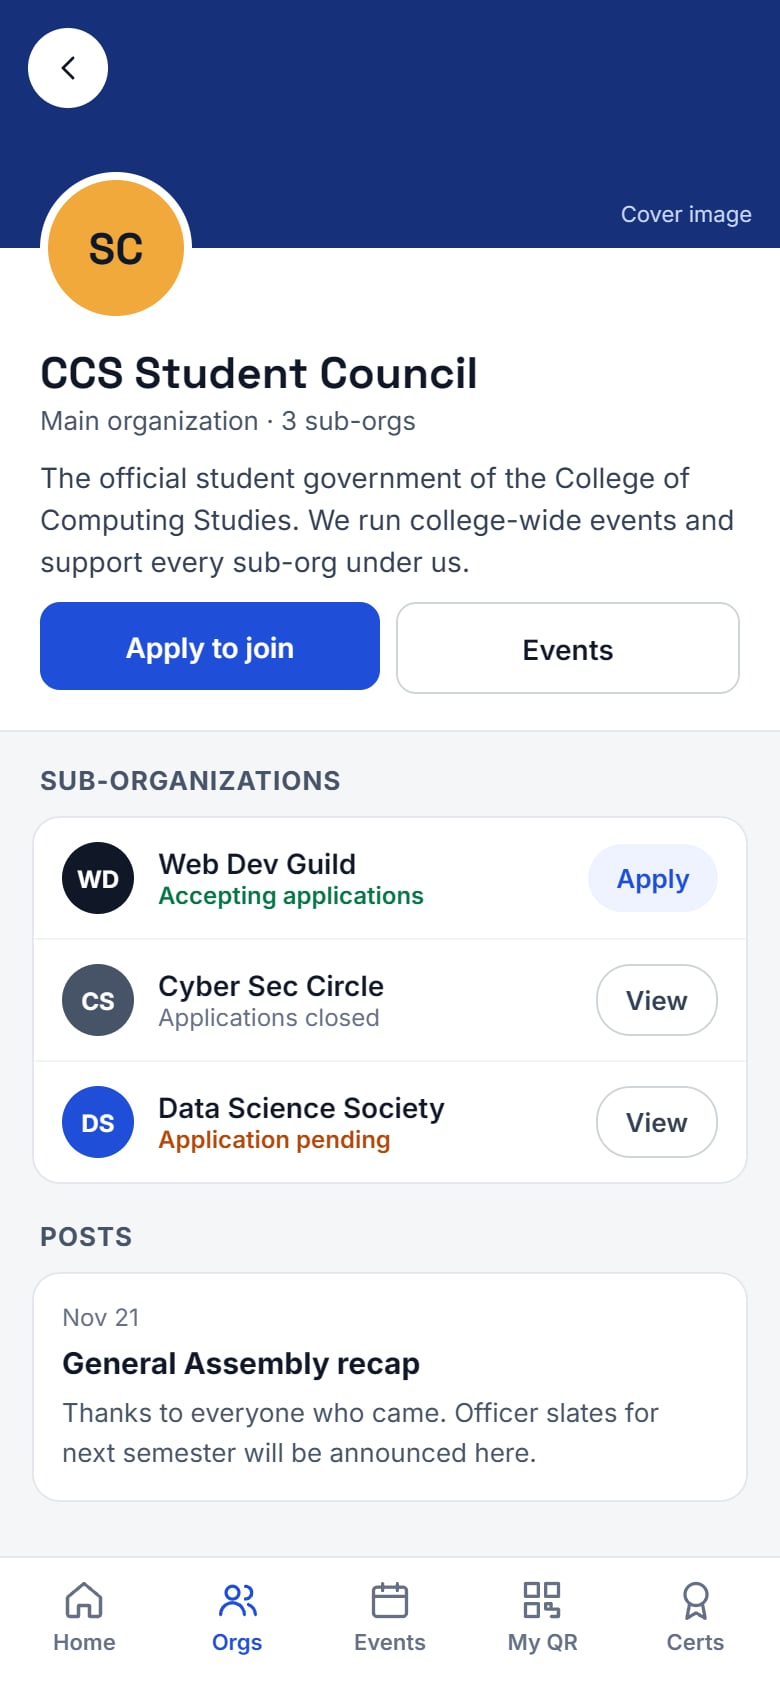 Cover image
SC
CCS Student Council
Main organization · 3 sub-orgs
The official student government of the College of
Computing Studies. We run college-wide events and
support every sub-org under us.
Apply to join
Events
SUB-ORGANIZATIONS
WD
Web Dev Guild
Accepting applications
Apply
CS
Cyber Sec Circle
Applications closed
View
DS
Data Science Society
Application pending
View
POSTS
Nov 21
General Assembly recap
Thanks to everyone who came. Officer slates for
next semester will be announced here.
Home
Orgs
Events
My QR
Certs